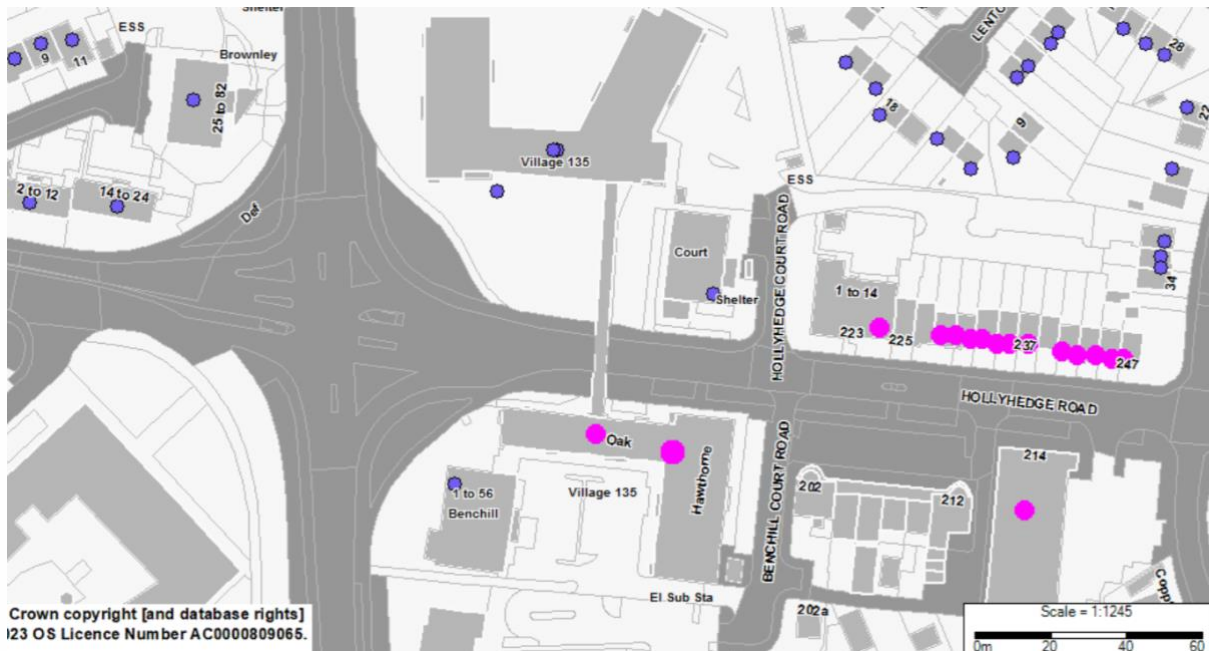 Shelter
ESS
9
11
Brownley
25 to 82
2 to 12
14 to 24
Def
Village 135
Court
Shelter
ESS
HOLLYHEDGE COURT ROAD
18
9
28
22
34
1 to 14
223
225
237
247
HOLLYHEDGE ROAD
Oak
Hawthorne
Village 135
1 to 56
Benchill
BENCHILL COURT ROAD
202
212
214
El Sub Sta
202a
Crown copyright [and database rights]
023 OS Licence Number AC0000809065.
Scale = 1:1245
0m 20 40 60